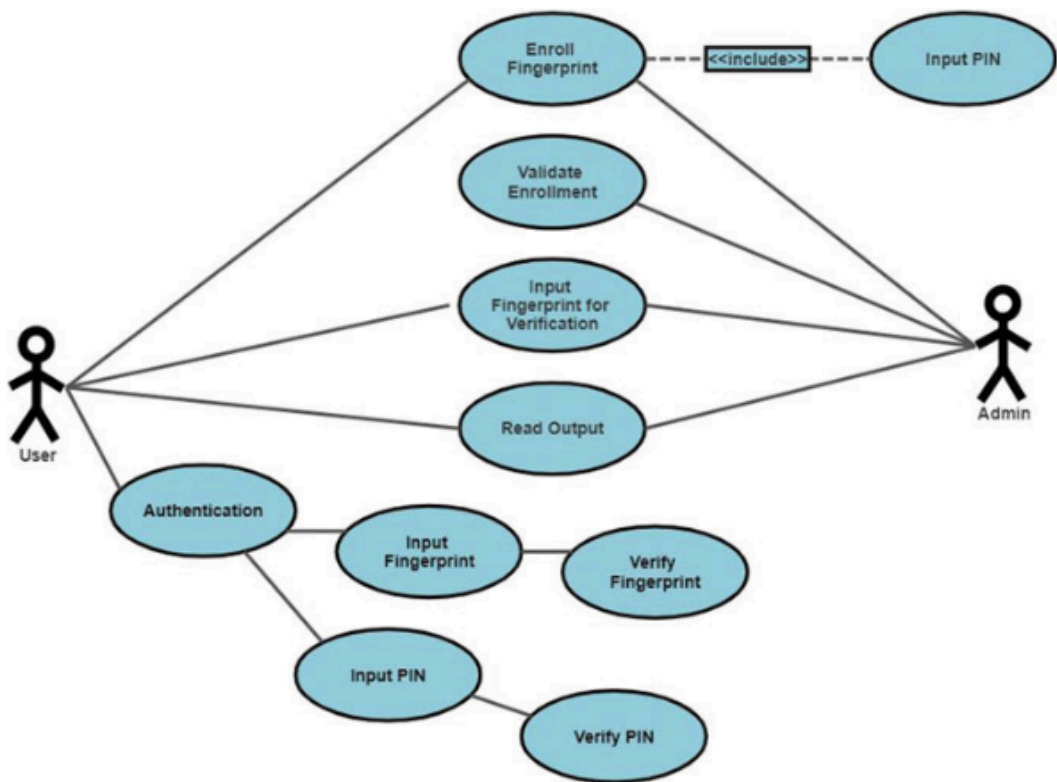 Enroll
Fingerprint
<<include>>
Input PIN
Validate
Enrollment
Input
Fingerprint for
Verification
User
Admin
Read Output
Authentication
Input
Fingerprint
Verify
Fingerprint
Input PIN
Verify PIN